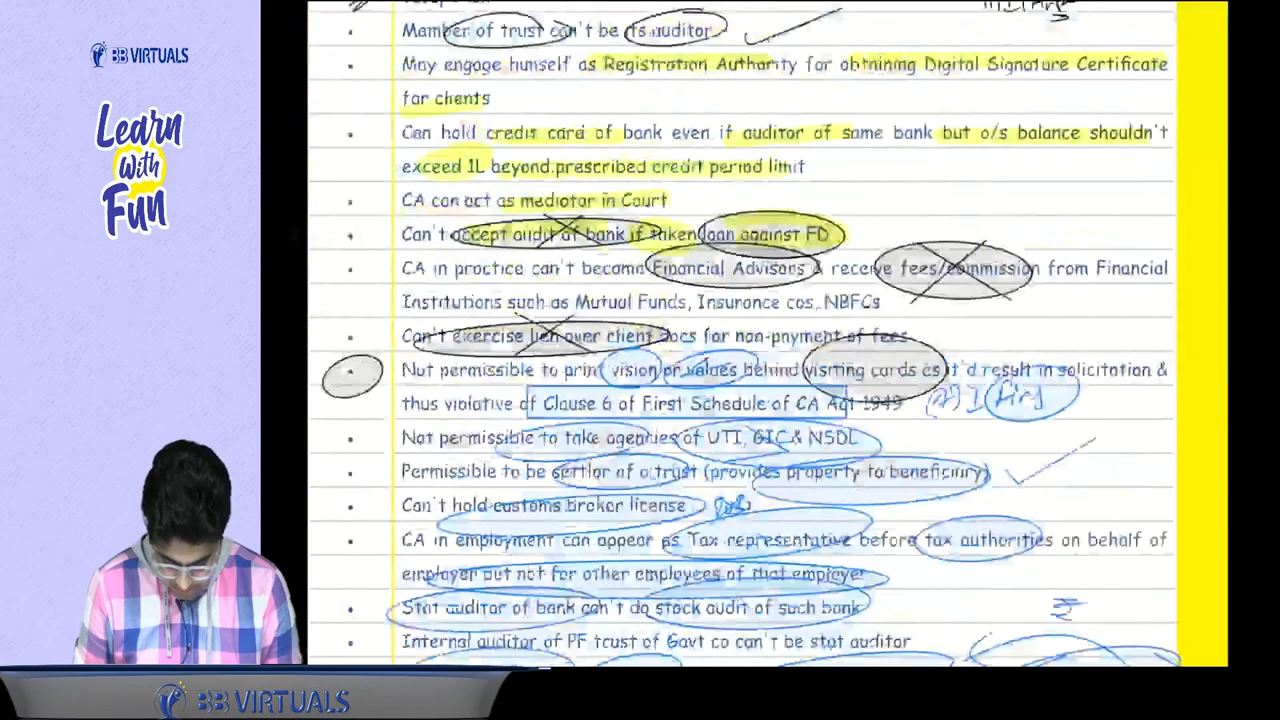 BB VIRTUALS
Learn
With
Fun
Mamber of trust can't be its auditor
May engage humself as Registration Authority for obtaining Digital Signature Certificate
for clients
Can hold credit card of bank even if auditor of same bank but o/s balance shouldn't
exceed 1L beyond prescribed credit period limit
CA can act as mediator in Court
Can't accept audit of bank if taken loan against FD
CA in practice can't become Financial Advisors & receive fees/commission from Financial
Institutions such as Mutual Funds, Insurance cos, NBFCs
Can't exercise lien over client docs for non-payment of fees
Not permissible to print vision or values behind visiting cards as it'd result in solicitation &
thus violative of Clause 6 of First Schedule of CA Act 1949
Not permissible to take agencies of UTI, GIC & NSDL
Permissible to be settlor of a trust (provides property to beneficiary)
Can't hold customs broker license
CA in employment can appear as Tax representative before tax authorities on behalf of
employer but not for other employees of that employer
Stat auditor of bank can't do stock audit of such bank
Internal auditor of PF trust of Govt co can't be stat auditor
BB VIRTUALS